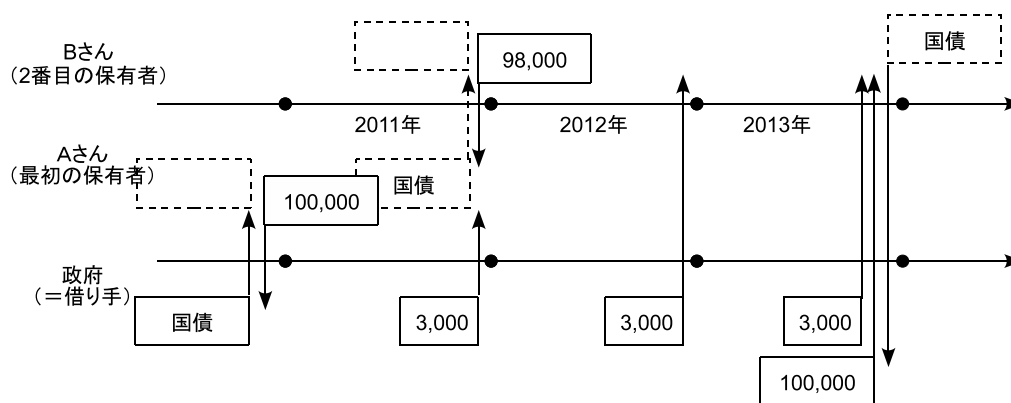 Bさん
（2番目の保有者）
98,000
国債
2011年
2012年
2013年
Aさん
（最初の保有者）
100,000
国債
政府
（＝借り手）
国債
3,000
3,000
3,000
100,000